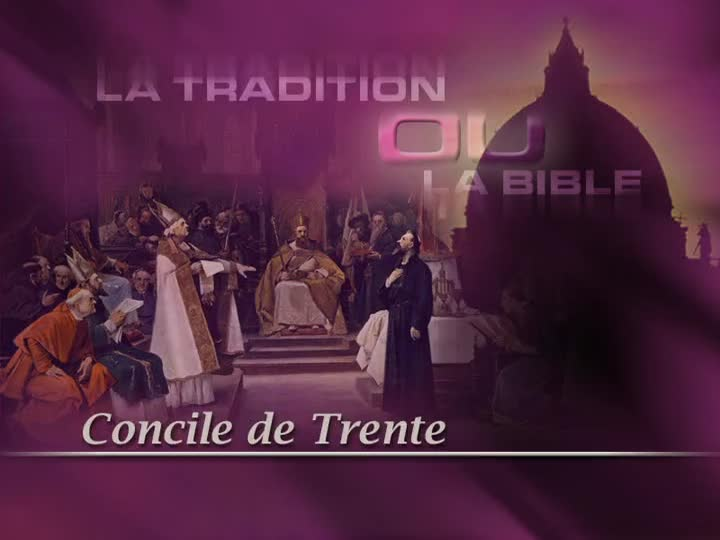 LA TRADITION
OU
LA BIBLE
Concile de Trente